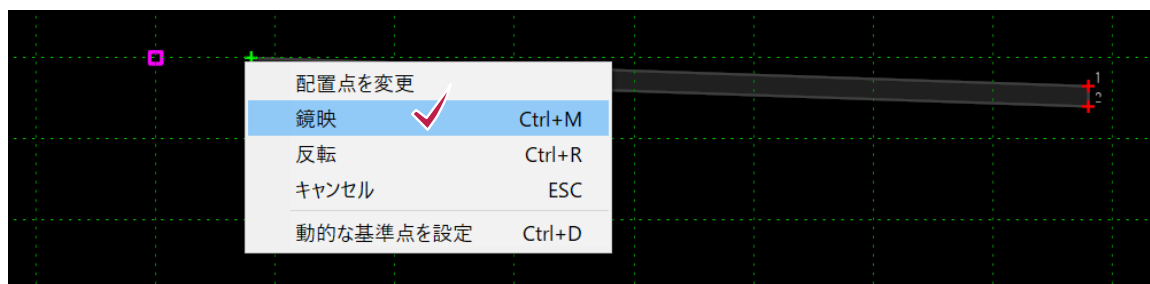 配置点を変更
鏡映 Ctrl+M
反転 Ctrl+R
キャンセル ESC
動的な基準点を設定 Ctrl+D
1
2